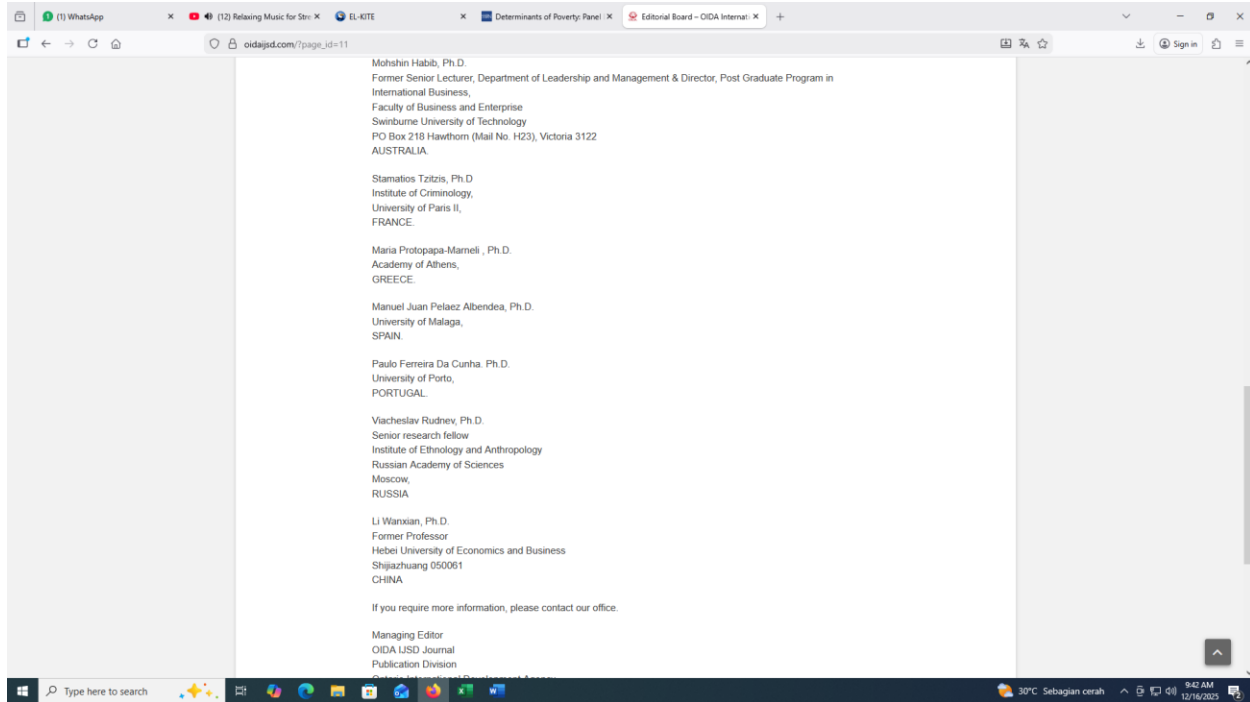 (1) WhatsApp
(12) Relaxing Music for Stre
EL-KITE
Determinants of Poverty: Panel
Editorial Board – OIDA Internati
oidaijsd.com/?page_id=11
Sign in
Mohshin Habib, Ph.D.
Former Senior Lecturer, Department of Leadership and Management & Director, Post Graduate Program in
International Business,
Faculty of Business and Enterprise
Swinburne University of Technology
PO Box 218 Hawthorn (Mail No. H23), Victoria 3122
AUSTRALIA.
Stamatios Tzitzis, Ph.D
Institute of Criminology,
University of Paris II,
FRANCE.
Maria Protopapa-Marneli , Ph.D.
Academy of Athens,
GREECE.
Manuel Juan Pelaez Albendea, Ph.D.
University of Malaga,
SPAIN.
Paulo Ferreira Da Cunha. Ph.D.
University of Porto,
PORTUGAL.
Viacheslav Rudnev, Ph.D.
Senior research fellow
Institute of Ethnology and Anthropology
Russian Academy of Sciences
Moscow,
RUSSIA
Li Wanxian, Ph.D.
Former Professor
Hebei University of Economics and Business
Shijiazhuang 050061
CHINA
If you require more information, please contact our office.
Managing Editor
OIDA IJSD Journal
Publication Division
Ontario International Development Agency
Type here to search
30°C Sebagian cerah
9:42 AM
12/16/2025
2